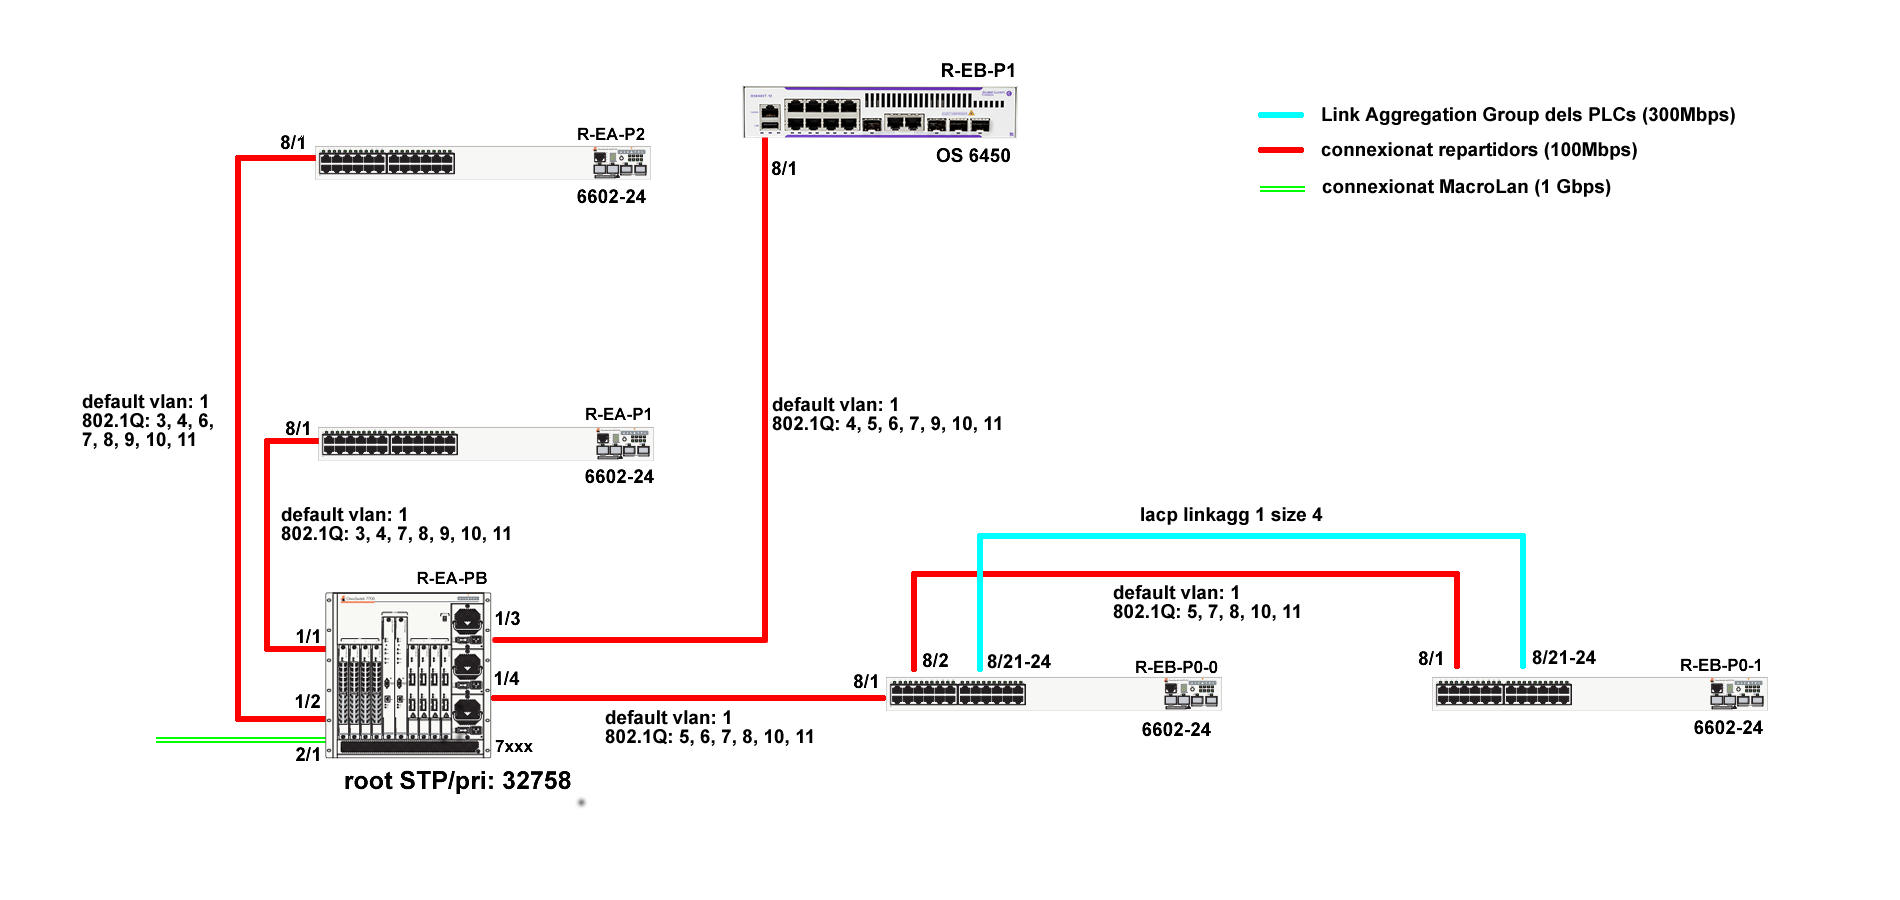 R-EB-P1
OS 6450
8/1
Link Aggregation Group dels PLCs (300Mbps)
connexionat repartidors (100Mbps)
connexionat MacroLan (1 Gbps)
R-EA-P2
8/1
6602-24
default vlan: 1
802.1Q: 3, 4, 6,
7, 8, 9, 10, 11
R-EA-P1
8/1
6602-24
default vlan: 1
802.1Q: 4, 5, 6, 7, 9, 10, 11
default vlan: 1
802.1Q: 3, 4, 7, 8, 9, 10, 11
R-EA-PB
1/1
1/2
2/1
1/3
1/4
7xxx
root STP/pri: 32758
default vlan: 1
802.1Q: 5, 6, 7, 8, 10, 11
lacp linkagg 1 size 4
default vlan: 1
802.1Q: 5, 7, 8, 10, 11
8/1
8/2
8/21-24
R-EB-P0-0
6602-24
8/1
8/21-24
R-EB-P0-1
6602-24